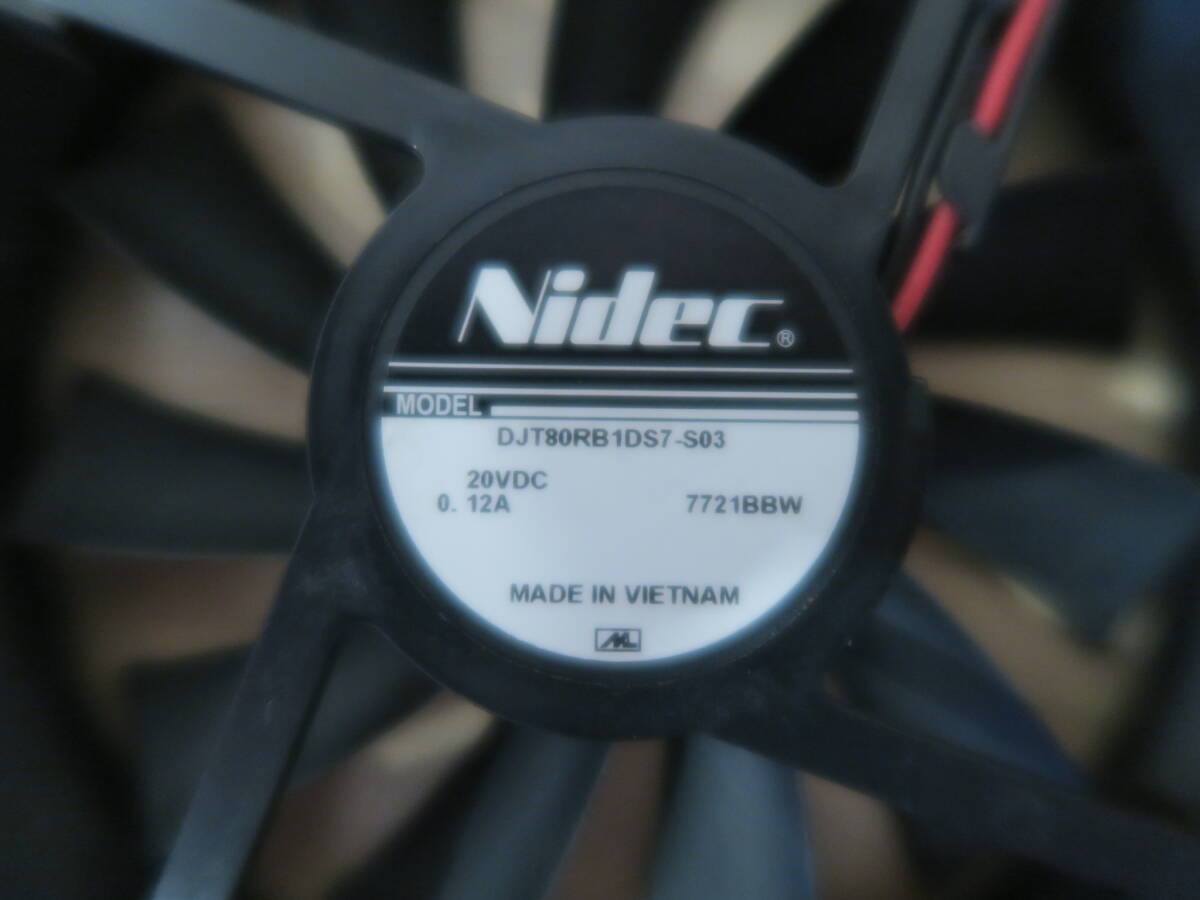 Nidec®
MODEL
DJT80RB1DS7-S03
20VDC
0. 12A 7721BBW
MADE IN VIETNAM